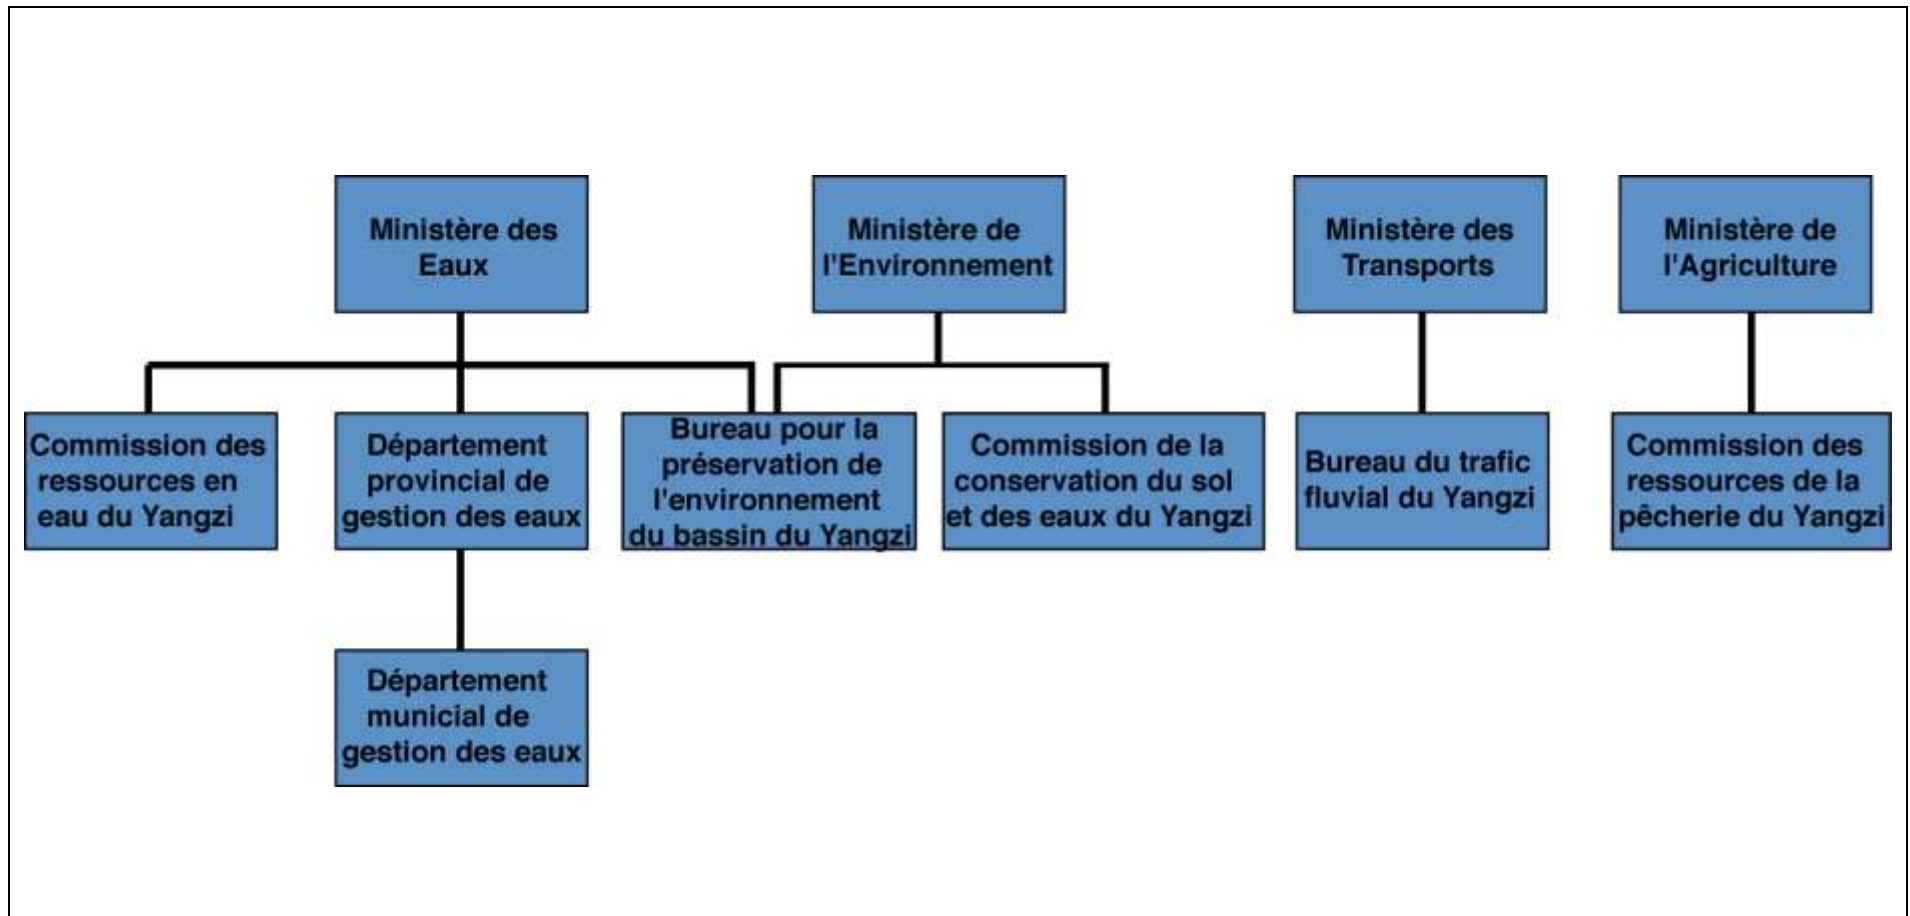 Ministère des
Eaux
Ministère de
l'Environnement
Ministère des
Transports
Ministère de
l'Agriculture
Commission des
ressources en
eau du Yangzi
Département
provincial de
gestion des eaux
Bureau pour la
préservation de
l'environnement
du bassin du Yangzi
Commission de la
conservation du sol
et des eaux du Yangzi
Bureau du trafic
fluvial du Yangzi
Commission des
ressources de la
pêcherie du Yangzi
Département
municial de
gestion des eaux